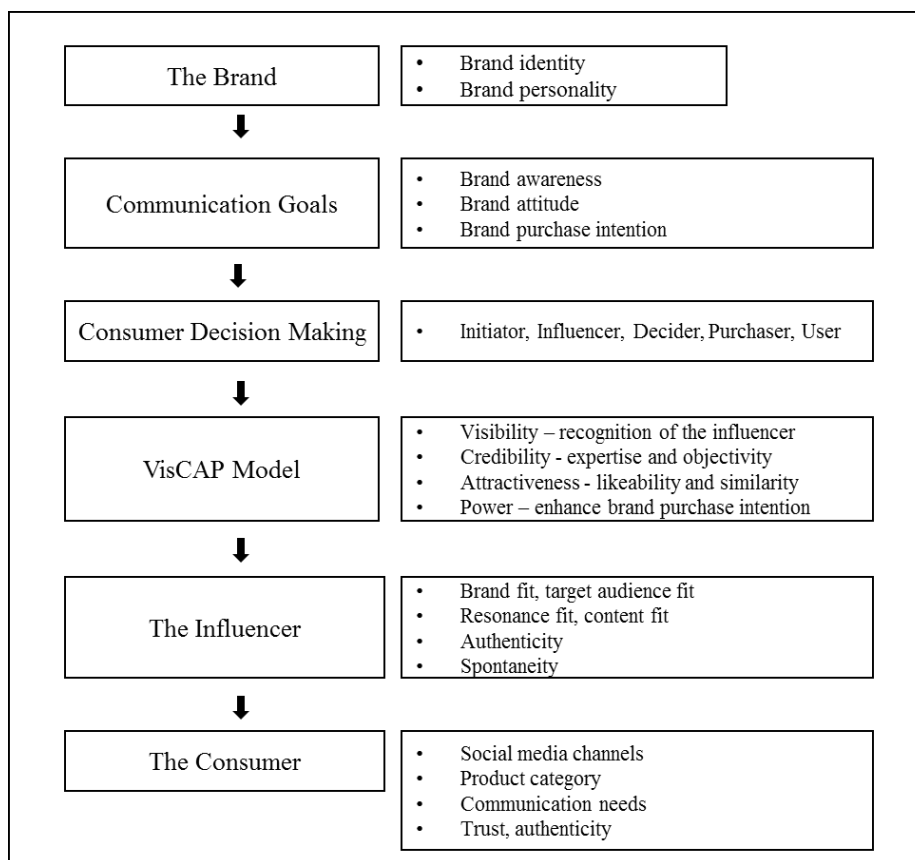 The Brand
• Brand identity
• Brand personality
Communication Goals
• Brand awareness
• Brand attitude
• Brand purchase intention
Consumer Decision Making
• Initiator, Influencer, Decider, Purchaser, User
VisCAP Model
• Visibility – recognition of the influencer
• Credibility - expertise and objectivity
• Attractiveness - likeability and similarity
• Power – enhance brand purchase intention
The Influencer
• Brand fit, target audience fit
• Resonance fit, content fit
• Authenticity
• Spontaneity
The Consumer
• Social media channels
• Product category
• Communication needs
• Trust, authenticity